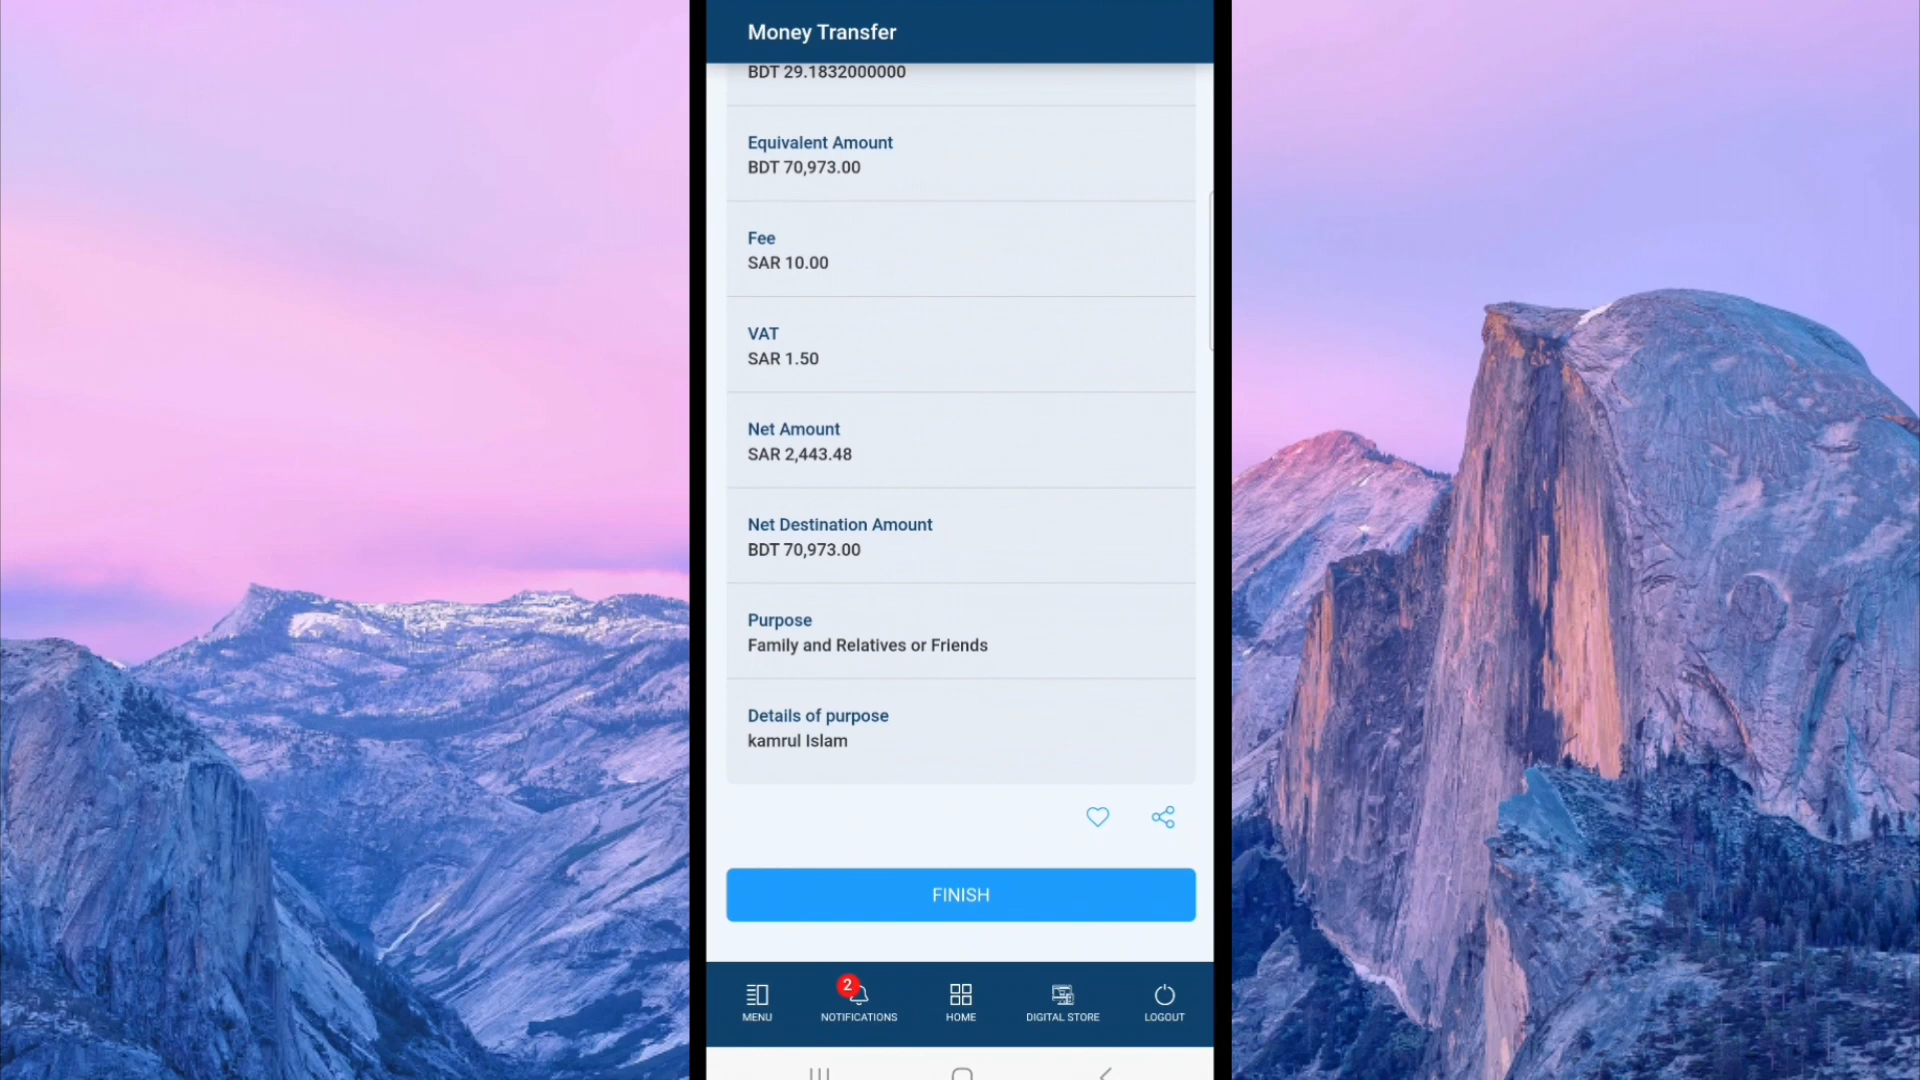 Money Transfer
BDT 29.1832000000
Equivalent Amount
BDT 70,973.00
Fee
SAR 10.00
VAT
SAR 1.50
Net Amount
SAR 2,443.48
Net Destination Amount
BDT 70,973.00
Purpose
Family and Relatives or Friends
Details of purpose
kamrul Islam
FINISH
2
MENU
NOTIFICATIONS
HOME
DIGITAL STORE
LOGOUT